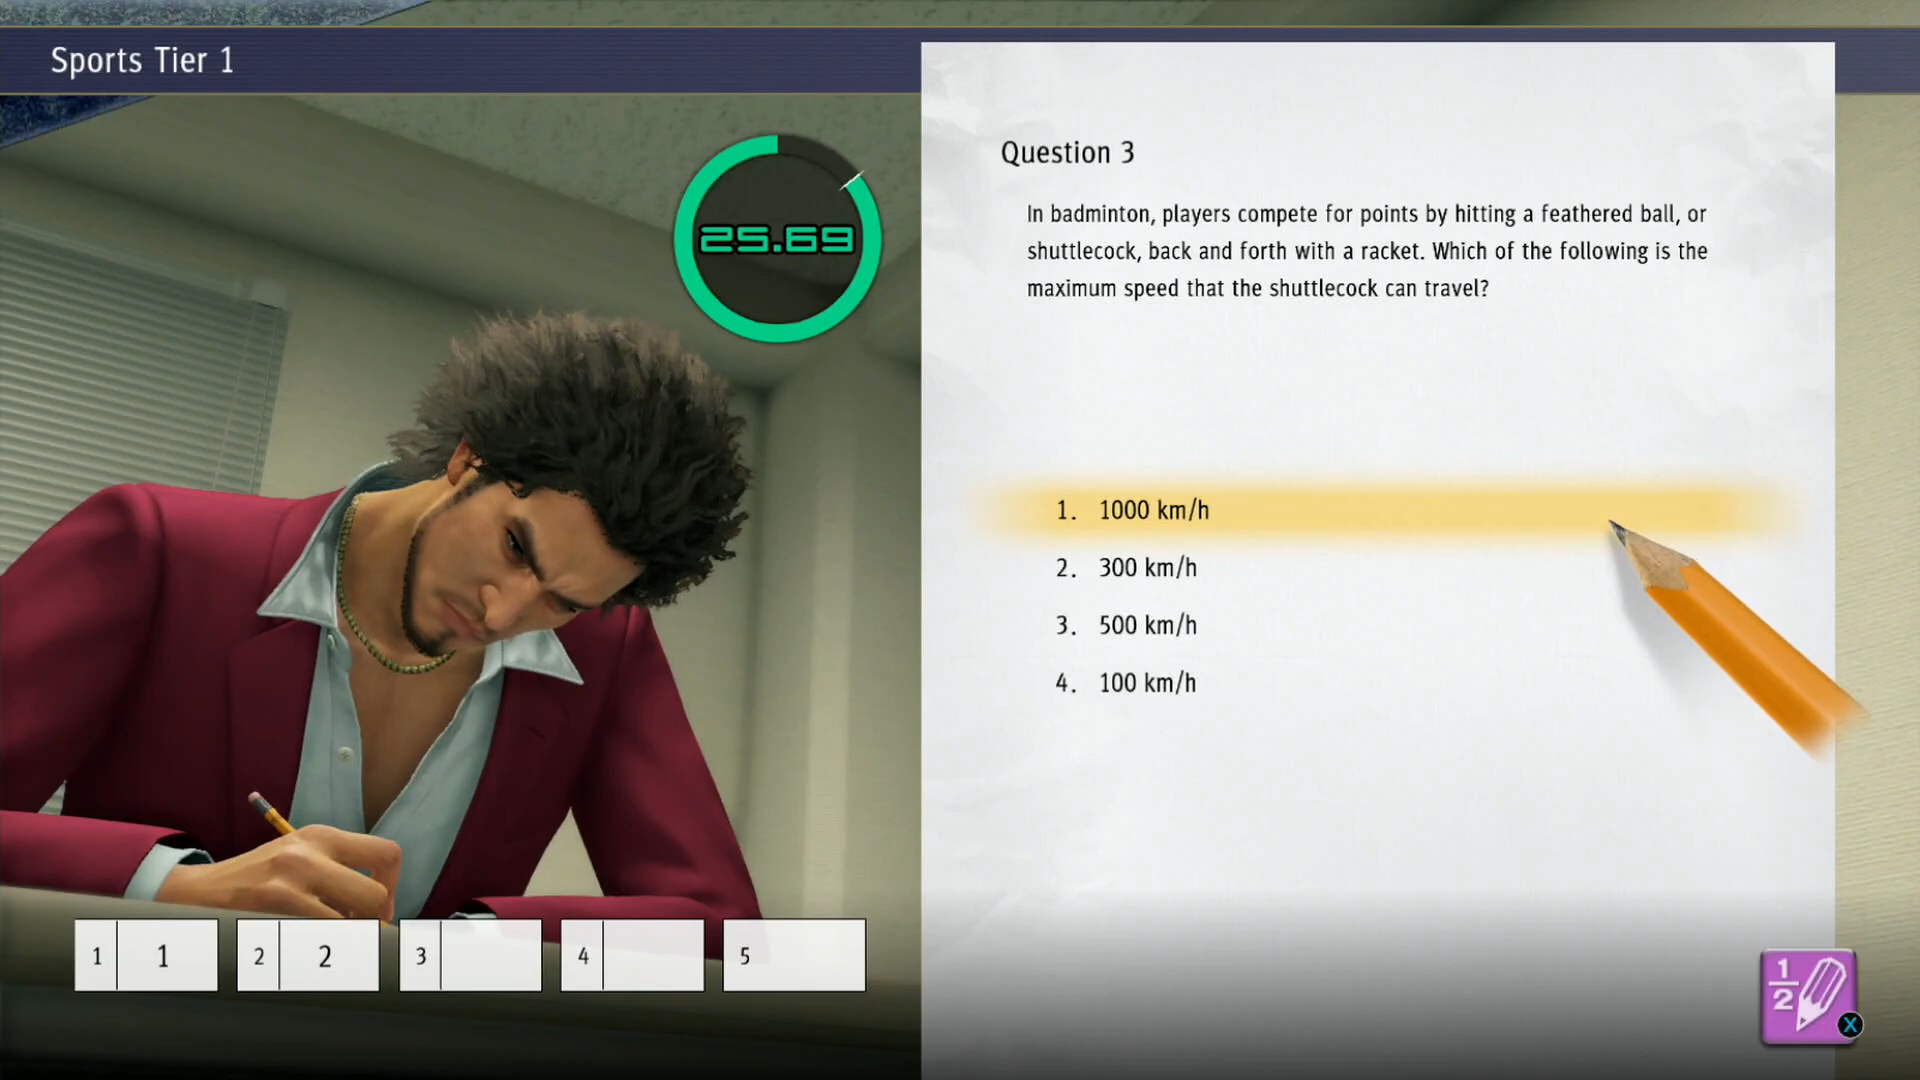 Sports Tier 1
25.69
Question 3
In badminton, players compete for points by hitting a feathered ball, or
shuttlecock, back and forth with a racket. Which of the following is the
maximum speed that the shuttlecock can travel?
1. 1000 km/h
2. 300 km/h
3. 500 km/h
4. 100 km/h
1 1 2 2 3 4 5
1/2
X